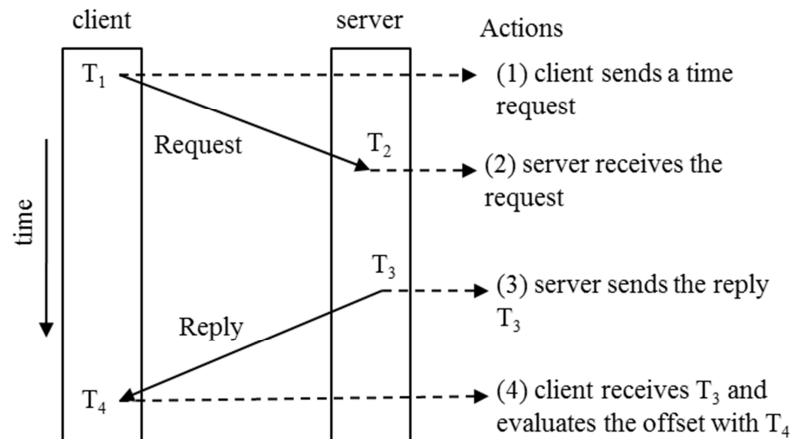 client
server
Actions
T₁
(1) client sends a time
request
Request
T₂
(2) server receives the
request
time
T₃
(3) server sends the reply
T₃
Reply
T₄
(4) client receives T₃ and
evaluates the offset with T₄